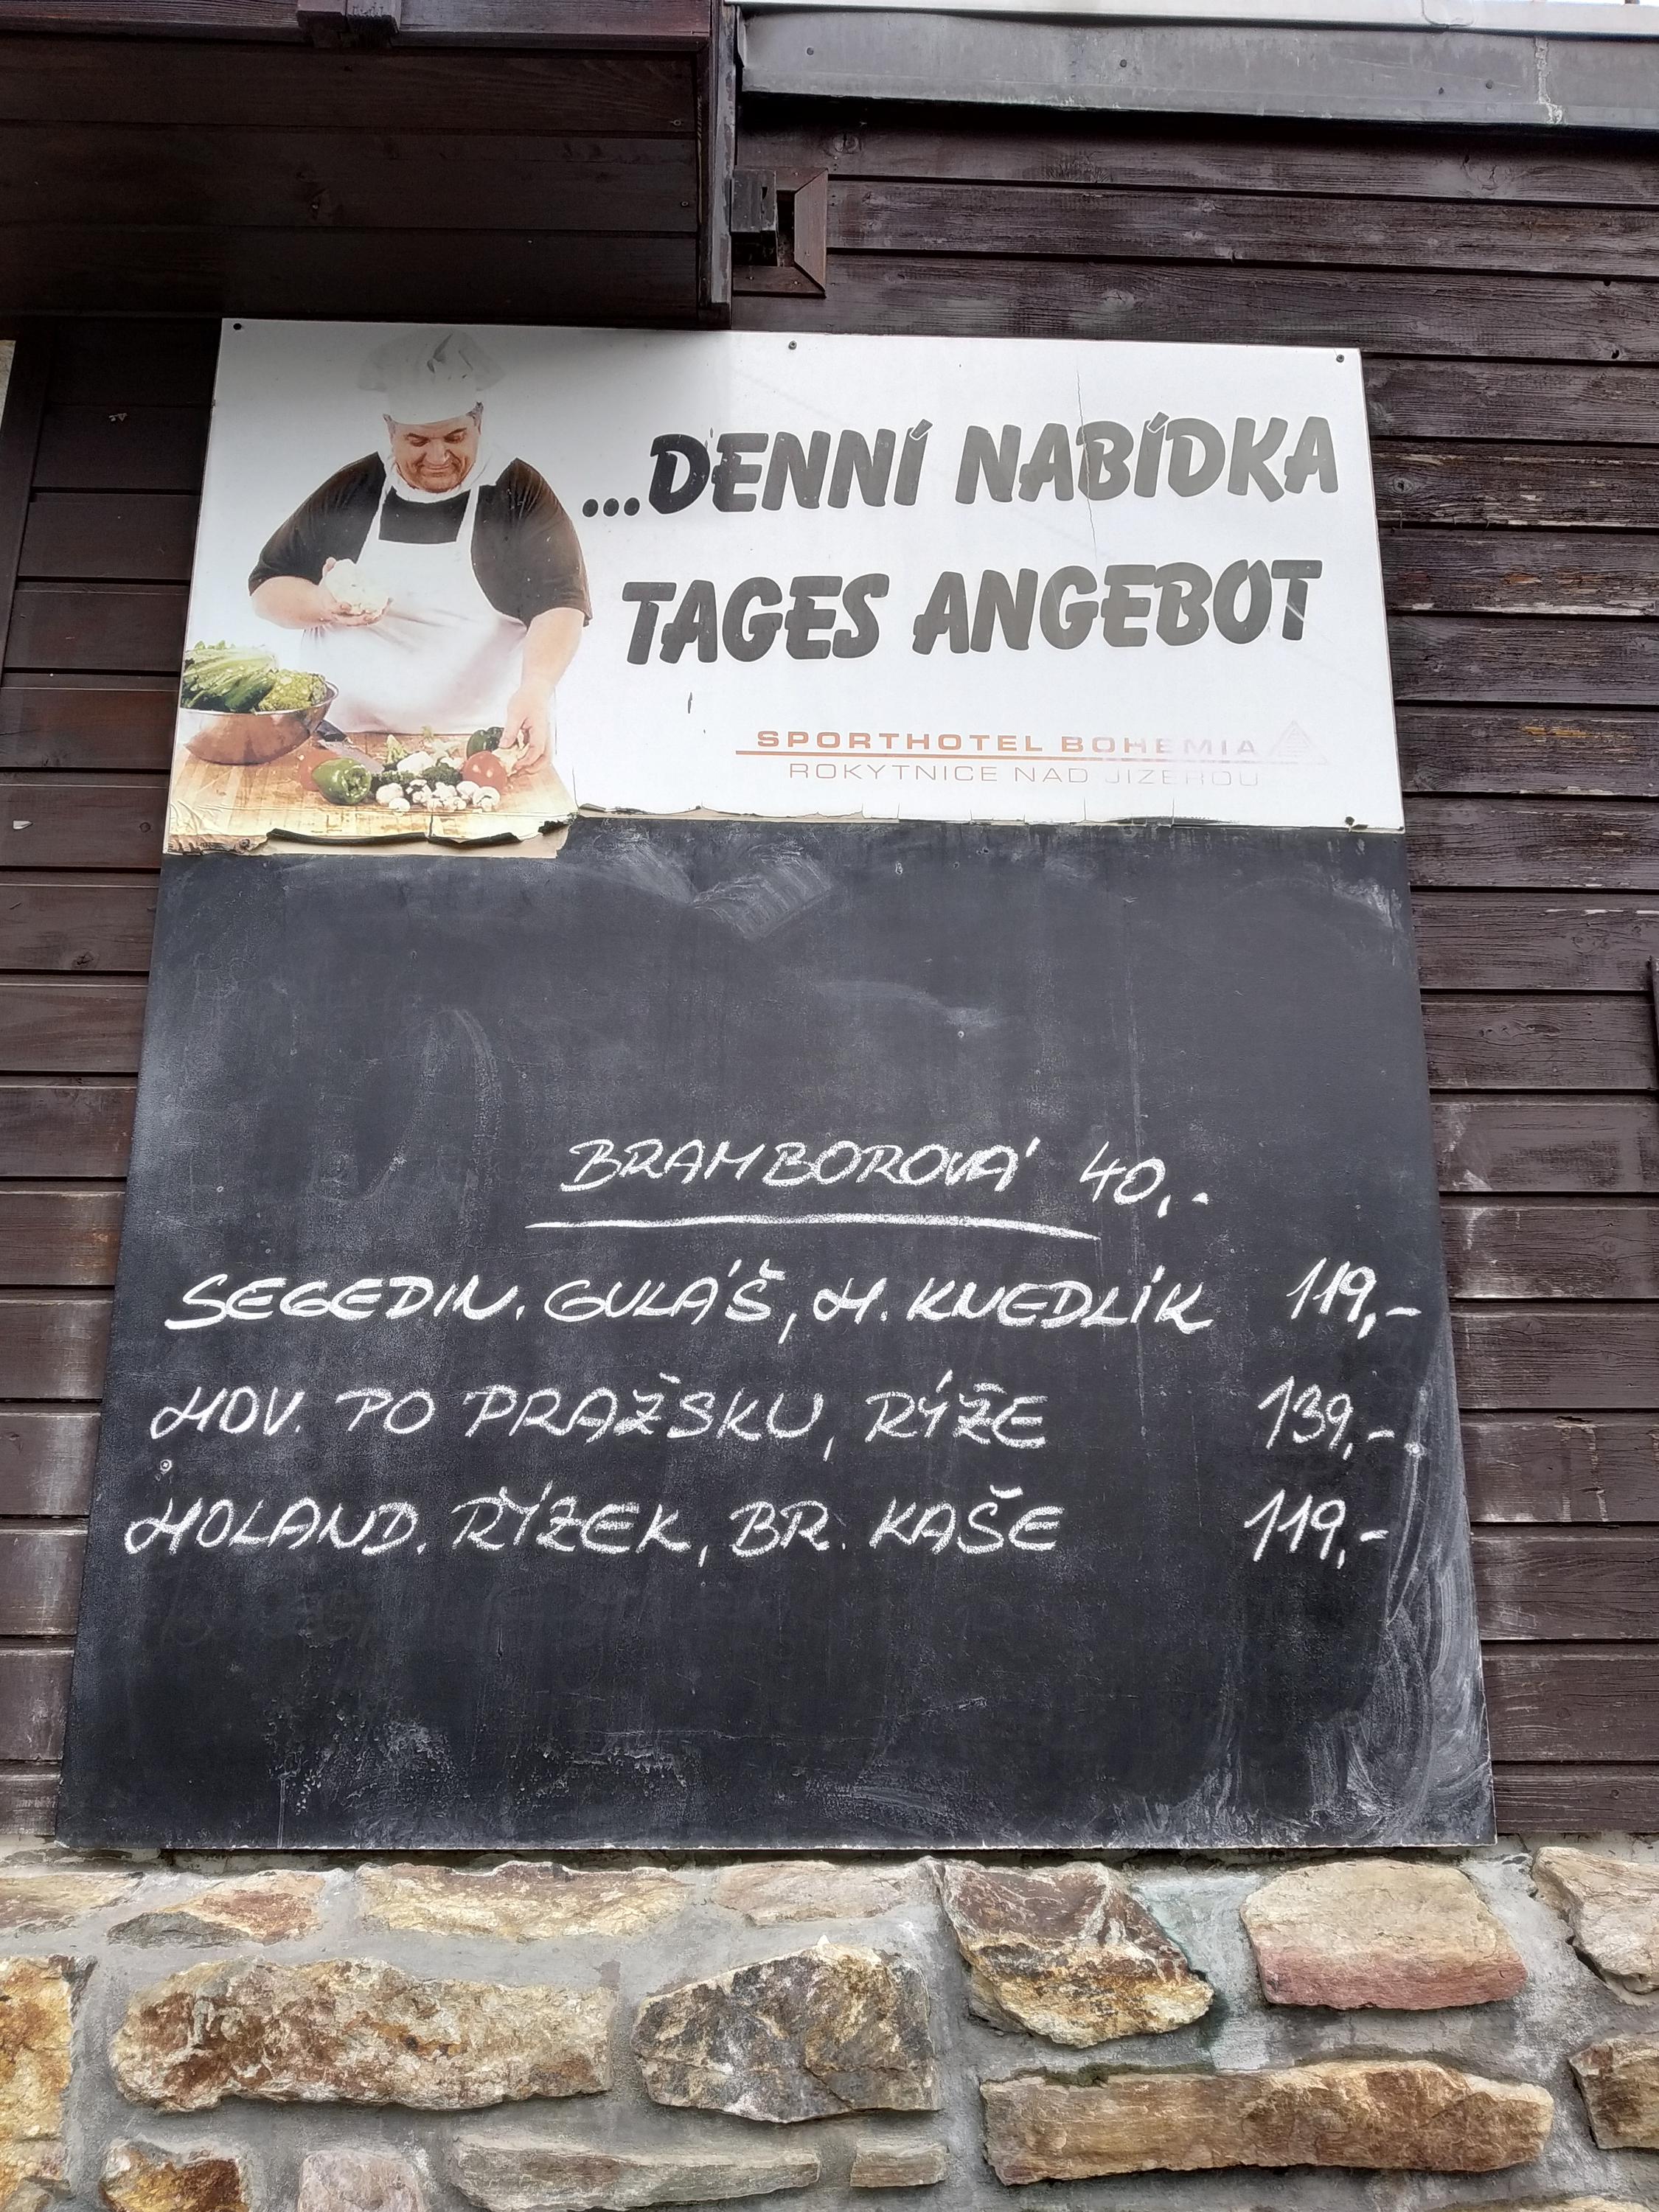 ...DENNÍ NABÍDKA
TAGES ANGEBOT
SPORTHOTEL BOHEMIA
ROKYTNICE NAD JIZEROU
BRAMBOROVÁ 40,-
SEGEDIN. GULÁŠ, H. KNEDLÍK 119,-
HOV. PO PRAŽSKU, RÝŽE 139,-
HOLAND. ŘÍZEK, BR. KAŠE 119,-